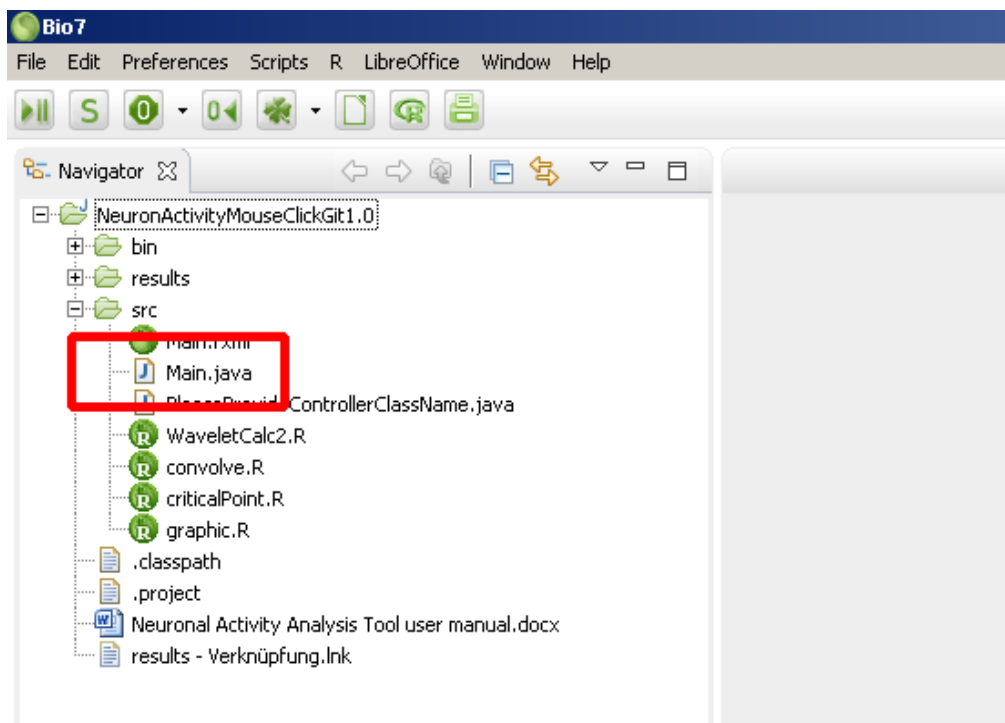 Bio7
File Edit Preferences Scripts R LibreOffice Window Help
Navigator
NeuronActivityMouseClickGit1.0
bin
results
src
Main.java
ControllerClassName.java
WaveletCalc2.R
convolve.R
criticalPoint.R
graphic.R
.classpath
.project
Neuronal Activity Analysis Tool user manual.docx
results - Verknüpfung.lnk